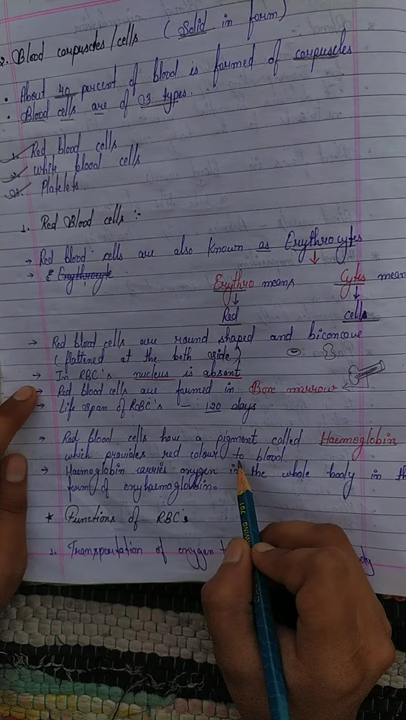 2. Blood corpuscles/cells (Solid in form)
• About 40 percent of blood is formed of corpuscles
• Blood cells are of 03 types.
1. Red blood cells
2. White blood cells
3. Platelets
1. Red Blood cells :-
→ Red blood cells are also known as Erythrocytes
→
Erythro means Cytes mean
Red cells
→ Red blood cells are round shaped and biconcave
(flattened at the both side)
→ In RBC's nucleus is absent
→ Red blood cells are formed in Bone marrow
→ Life span of RBC's — 120 days
→ Red blood cells have a pigment called Haemoglobin
which provides red colour to blood
→ Haemoglobin carries oxygen in the whole body in th
form of oxyhaemoglobin.
* Functions of RBC's
1. Transportation of oxygen